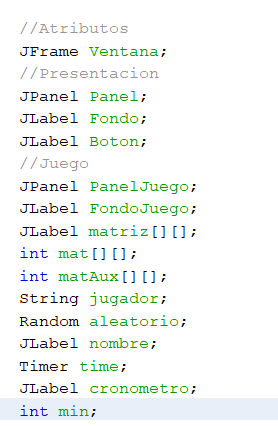 //Atributos
JFrame Ventana;
//Presentacion
JPanel Panel;
JLabel Fondo;
JLabel Boton;
//Juego
JPanel PanelJuego;
JLabel FondoJuego;
JLabel matriz[][];
int mat[][];
int matAux[][];
String jugador;
Random aleatorio;
JLabel nombre;
Timer time;
JLabel cronometro;
int min;